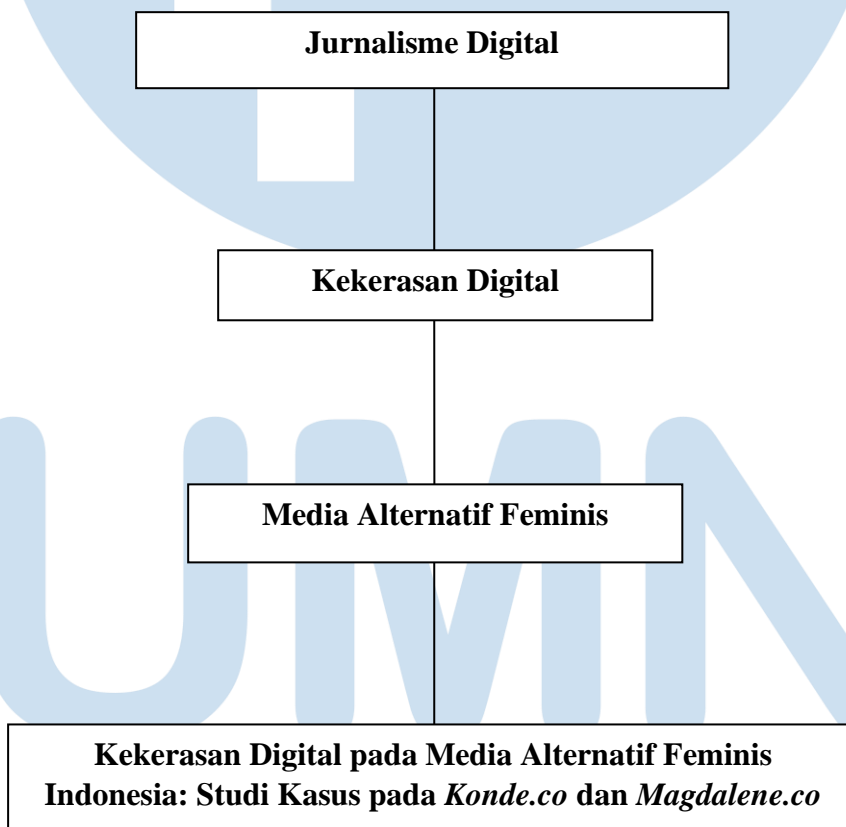 Jurnalisme Digital
Kekerasan Digital
UMN
Media Alternatif Feminis
Kekerasan Digital pada Media Alternatif Feminis
Indonesia: Studi Kasus pada Konde.co dan Magdalene.co